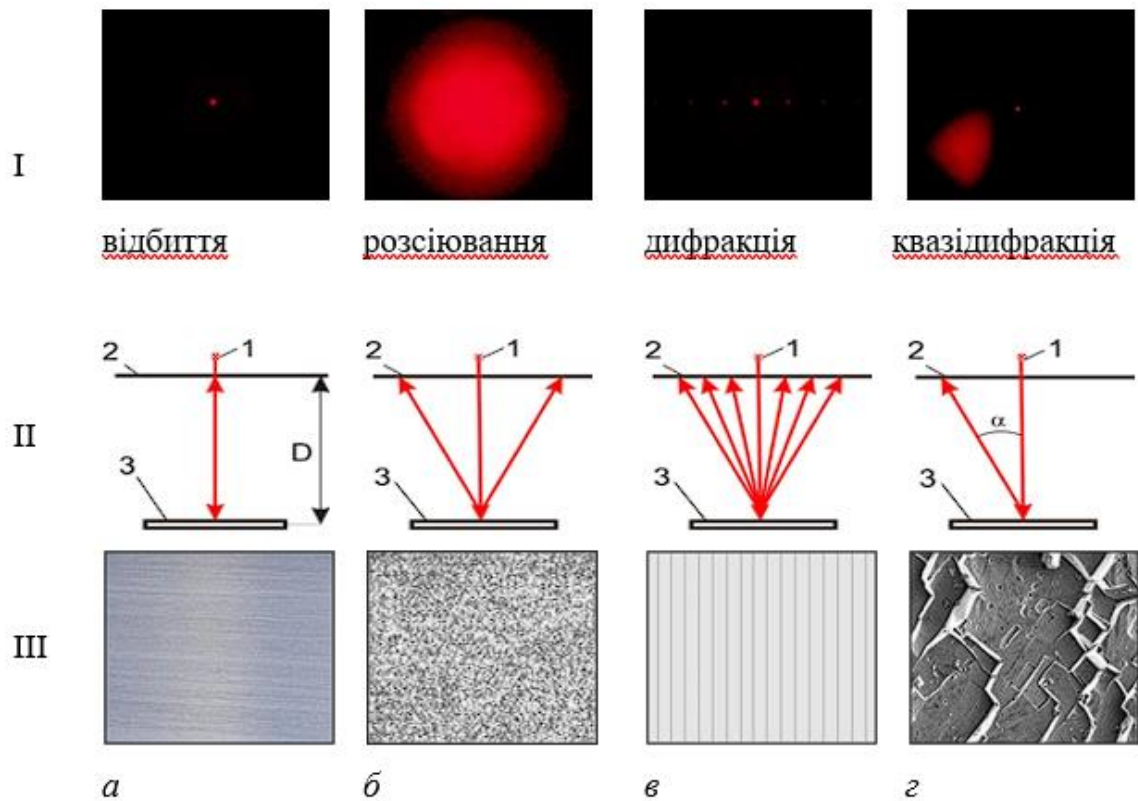 I
відбиття розсіювання дифракція квазідифракція
II
2 1 D 3
2 1 3
2 1 3
2 1 α 3
III
а б в г